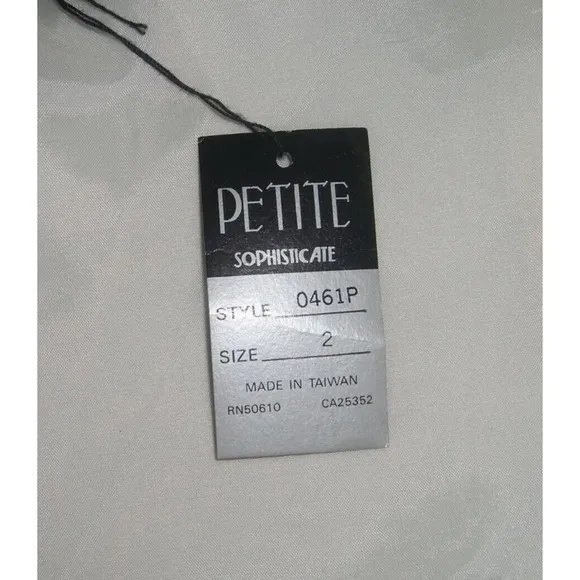 PETITE
SOPHISTICATE
STYLE 0461P
SIZE 2
MADE IN TAIWAN
RN50610 CA25352